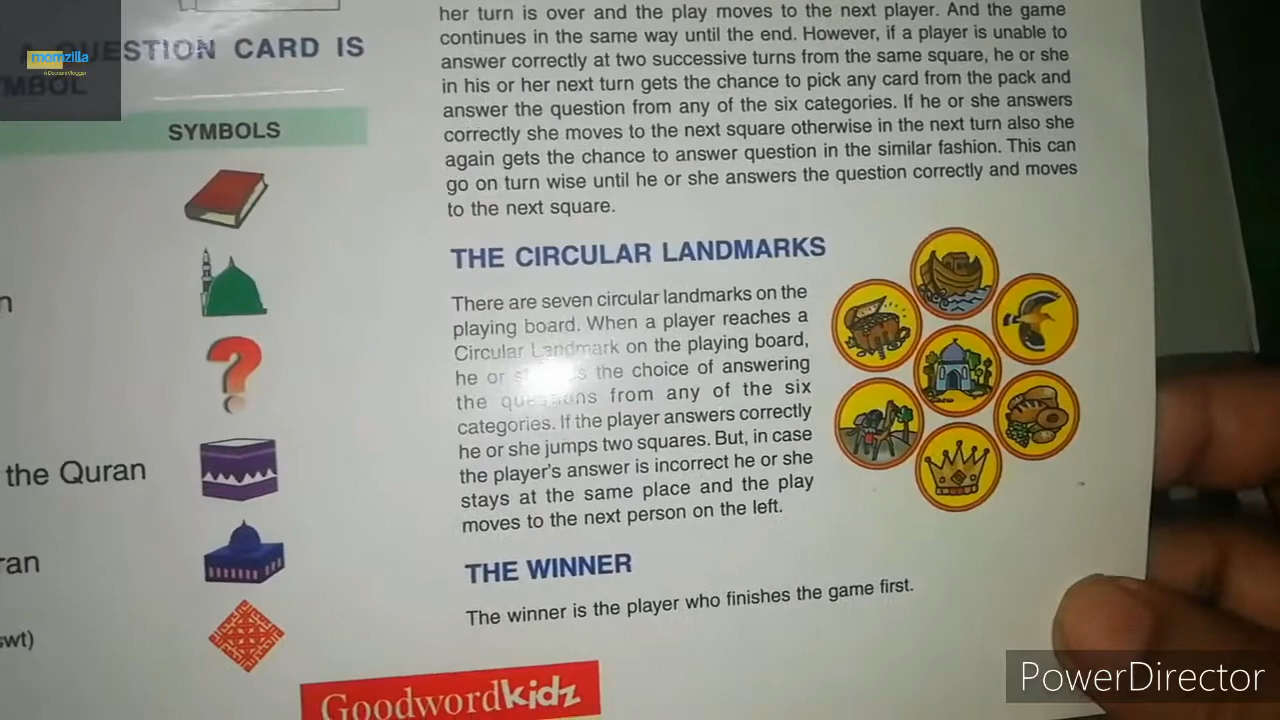 momzilla
QUESTION CARD IS
MBOL
SYMBOLS
n
the Quran
ran
swt)
her turn is over and the play moves to the next player. And the game
continues in the same way until the end. However, if a player is unable to
answer correctly at two successive turns from the same square, he or she
in his or her next turn gets the chance to pick any card from the pack and
answer the question from any of the six categories. If he or she answers
correctly she moves to the next square otherwise in the next turn also she
again gets the chance to answer question in the similar fashion. This can
go on turn wise until he or she answers the question correctly and moves
to the next square.
THE CIRCULAR LANDMARKS
There are seven circular landmarks on the
playing board. When a player reaches a
Circular Landmark on the playing board,
he or the choice of answering
the from any of the six
categories. If the player answers correctly
he or she jumps two squares. But, in case
the player's answer is incorrect he or she
stays at the same place and the play
moves to the next person on the left.
THE WINNER
The winner is the player who finishes the game first.
Goodwordkidz
PowerDirector